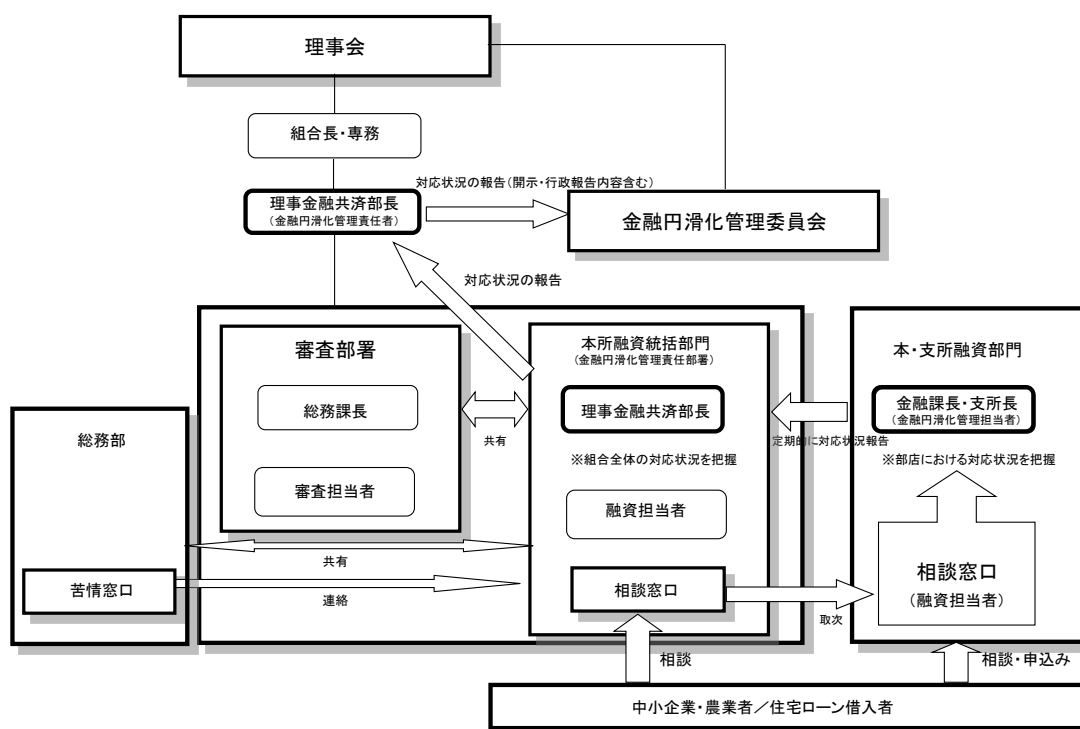 理事会
組合長・専務
対応状況の報告(開示・行政報告内容含む)
理事金融共済部長
(金融円滑化管理責任者)
金融円滑化管理委員会
対応状況の報告
審査部署
総務課長
審査担当者
共有
本所融資統括部門
(金融円滑化管理責任部署)
理事金融共済部長
※組合全体の対応状況を把握
融資担当者
相談窓口
定期的に対応状況報告
本・支所融資部門
金融課長・支所長
(金融円滑化管理担当者)
※部店における対応状況を把握
相談窓口
(融資担当者)
総務部
苦情窓口
共有
連絡
取次
相談
相談・申込み
中小企業・農業者／住宅ローン借入者